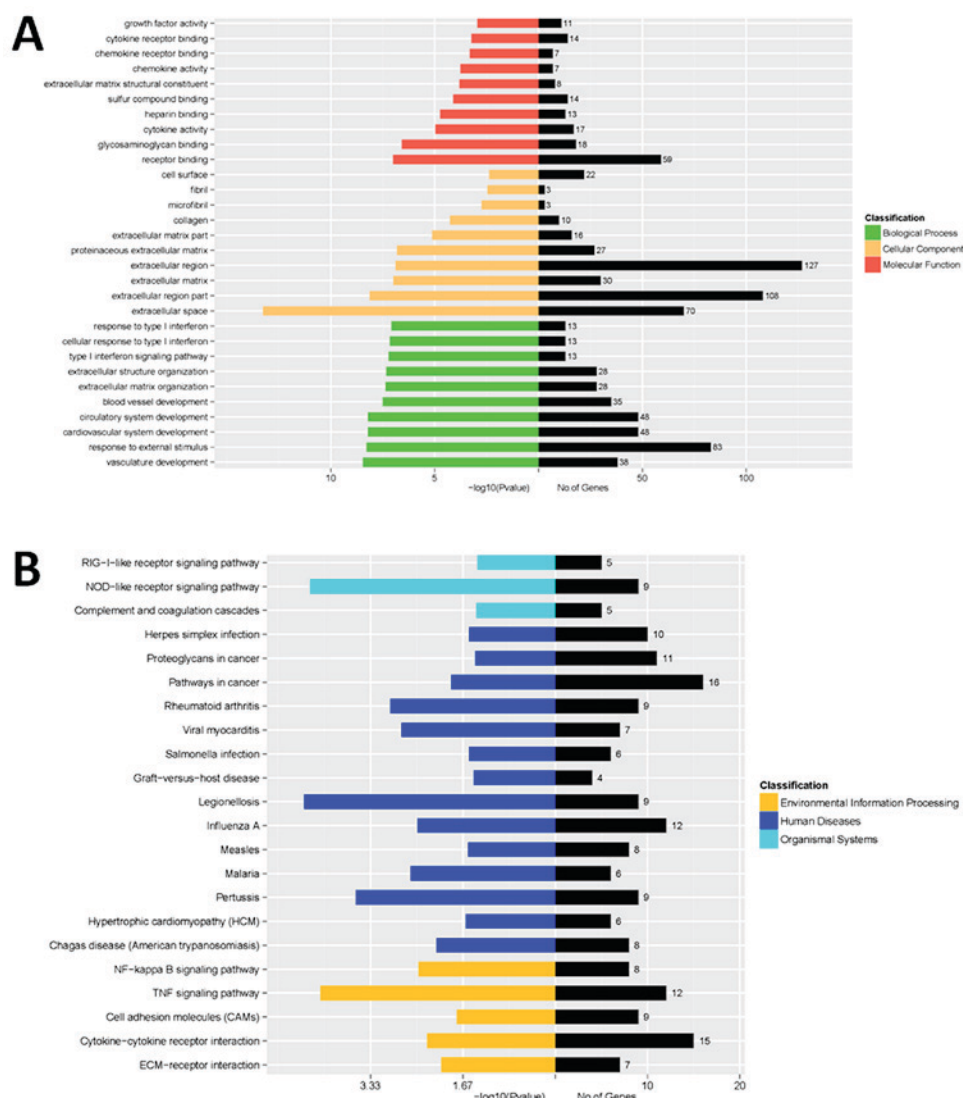 A
growth factor activity 11
cytokine receptor binding 14
chemokine receptor binding 7
chemokine activity 7
extracellular matrix structural constituent 8
sulfur compound binding 14
heparin binding 13
cytokine activity 17
glycosaminoglycan binding 18
receptor binding 59
cell surface 22
fibril 3
microfibril 3
collagen 10
extracellular matrix part 16
proteinaceous extracellular matrix 27
extracellular region 127
extracellular matrix 30
extracellular region part 108
extracellular space 70
response to type I interferon 13
cellular response to type I interferon 13
type I interferon signaling pathway 13
extracellular structure organization 28
extracellular matrix organization 28
blood vessel development 35
circulatory system development 48
cardiovascular system development 48
response to external stimulus 83
vasculature development 38
10 5 50 100
−log10(Pvalue) No.of Genes
Classification
Biological Process
Cellular Component
Molecular Function
B
RIG-I-like receptor signaling pathway 5
NOD-like receptor signaling pathway 9
Complement and coagulation cascades 5
Herpes simplex infection 10
Proteoglycans in cancer 11
Pathways in cancer 16
Rheumatoid arthritis 9
Viral myocarditis 7
Salmonella infection 6
Graft-versus-host disease 4
Legionellosis 9
Influenza A 12
Measles 8
Malaria 6
Pertussis 9
Hypertrophic cardiomyopathy (HCM) 6
Chagas disease (American trypanosomiasis) 8
NF-kappa B signaling pathway 8
TNF signaling pathway 12
Cell adhesion molecules (CAMs) 9
Cytokine-cytokine receptor interaction 15
ECM-receptor interaction 7
3.33 1.67 10 20
−log10(Pvalue) No.of Genes
Classification
Environmental Information Processing
Human Diseases
Organismal Systems